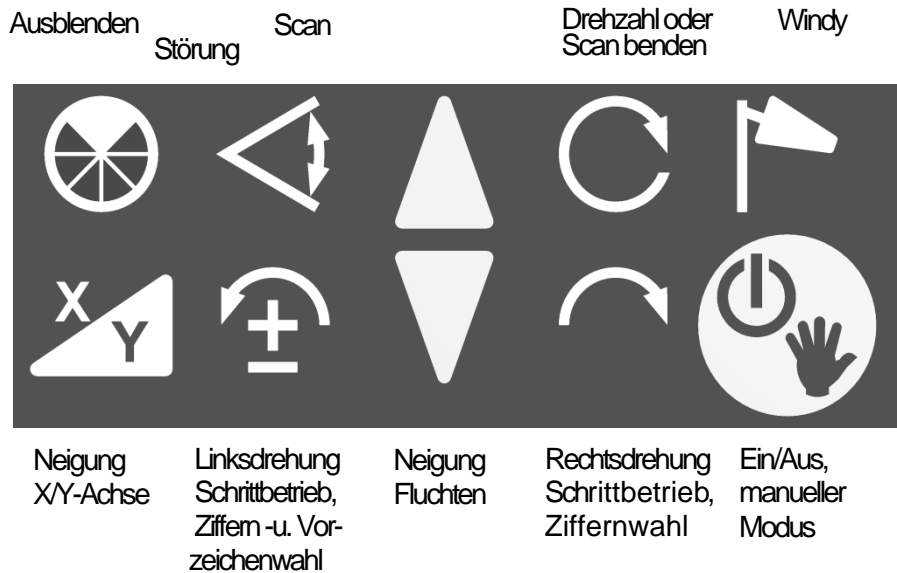 Ausblenden
Störung
Scan
Drehzahl oder
Scan benden
Windy
X
Y
±
Neigung
X/Y-Achse
Linksdrehung
Schrittbetrieb,
Ziffern -u. Vor-
zeichenwahl
Neigung
Fluchten
Rechtsdrehung
Schrittbetrieb,
Ziffernwahl
Ein/Aus,
manueller
Modus